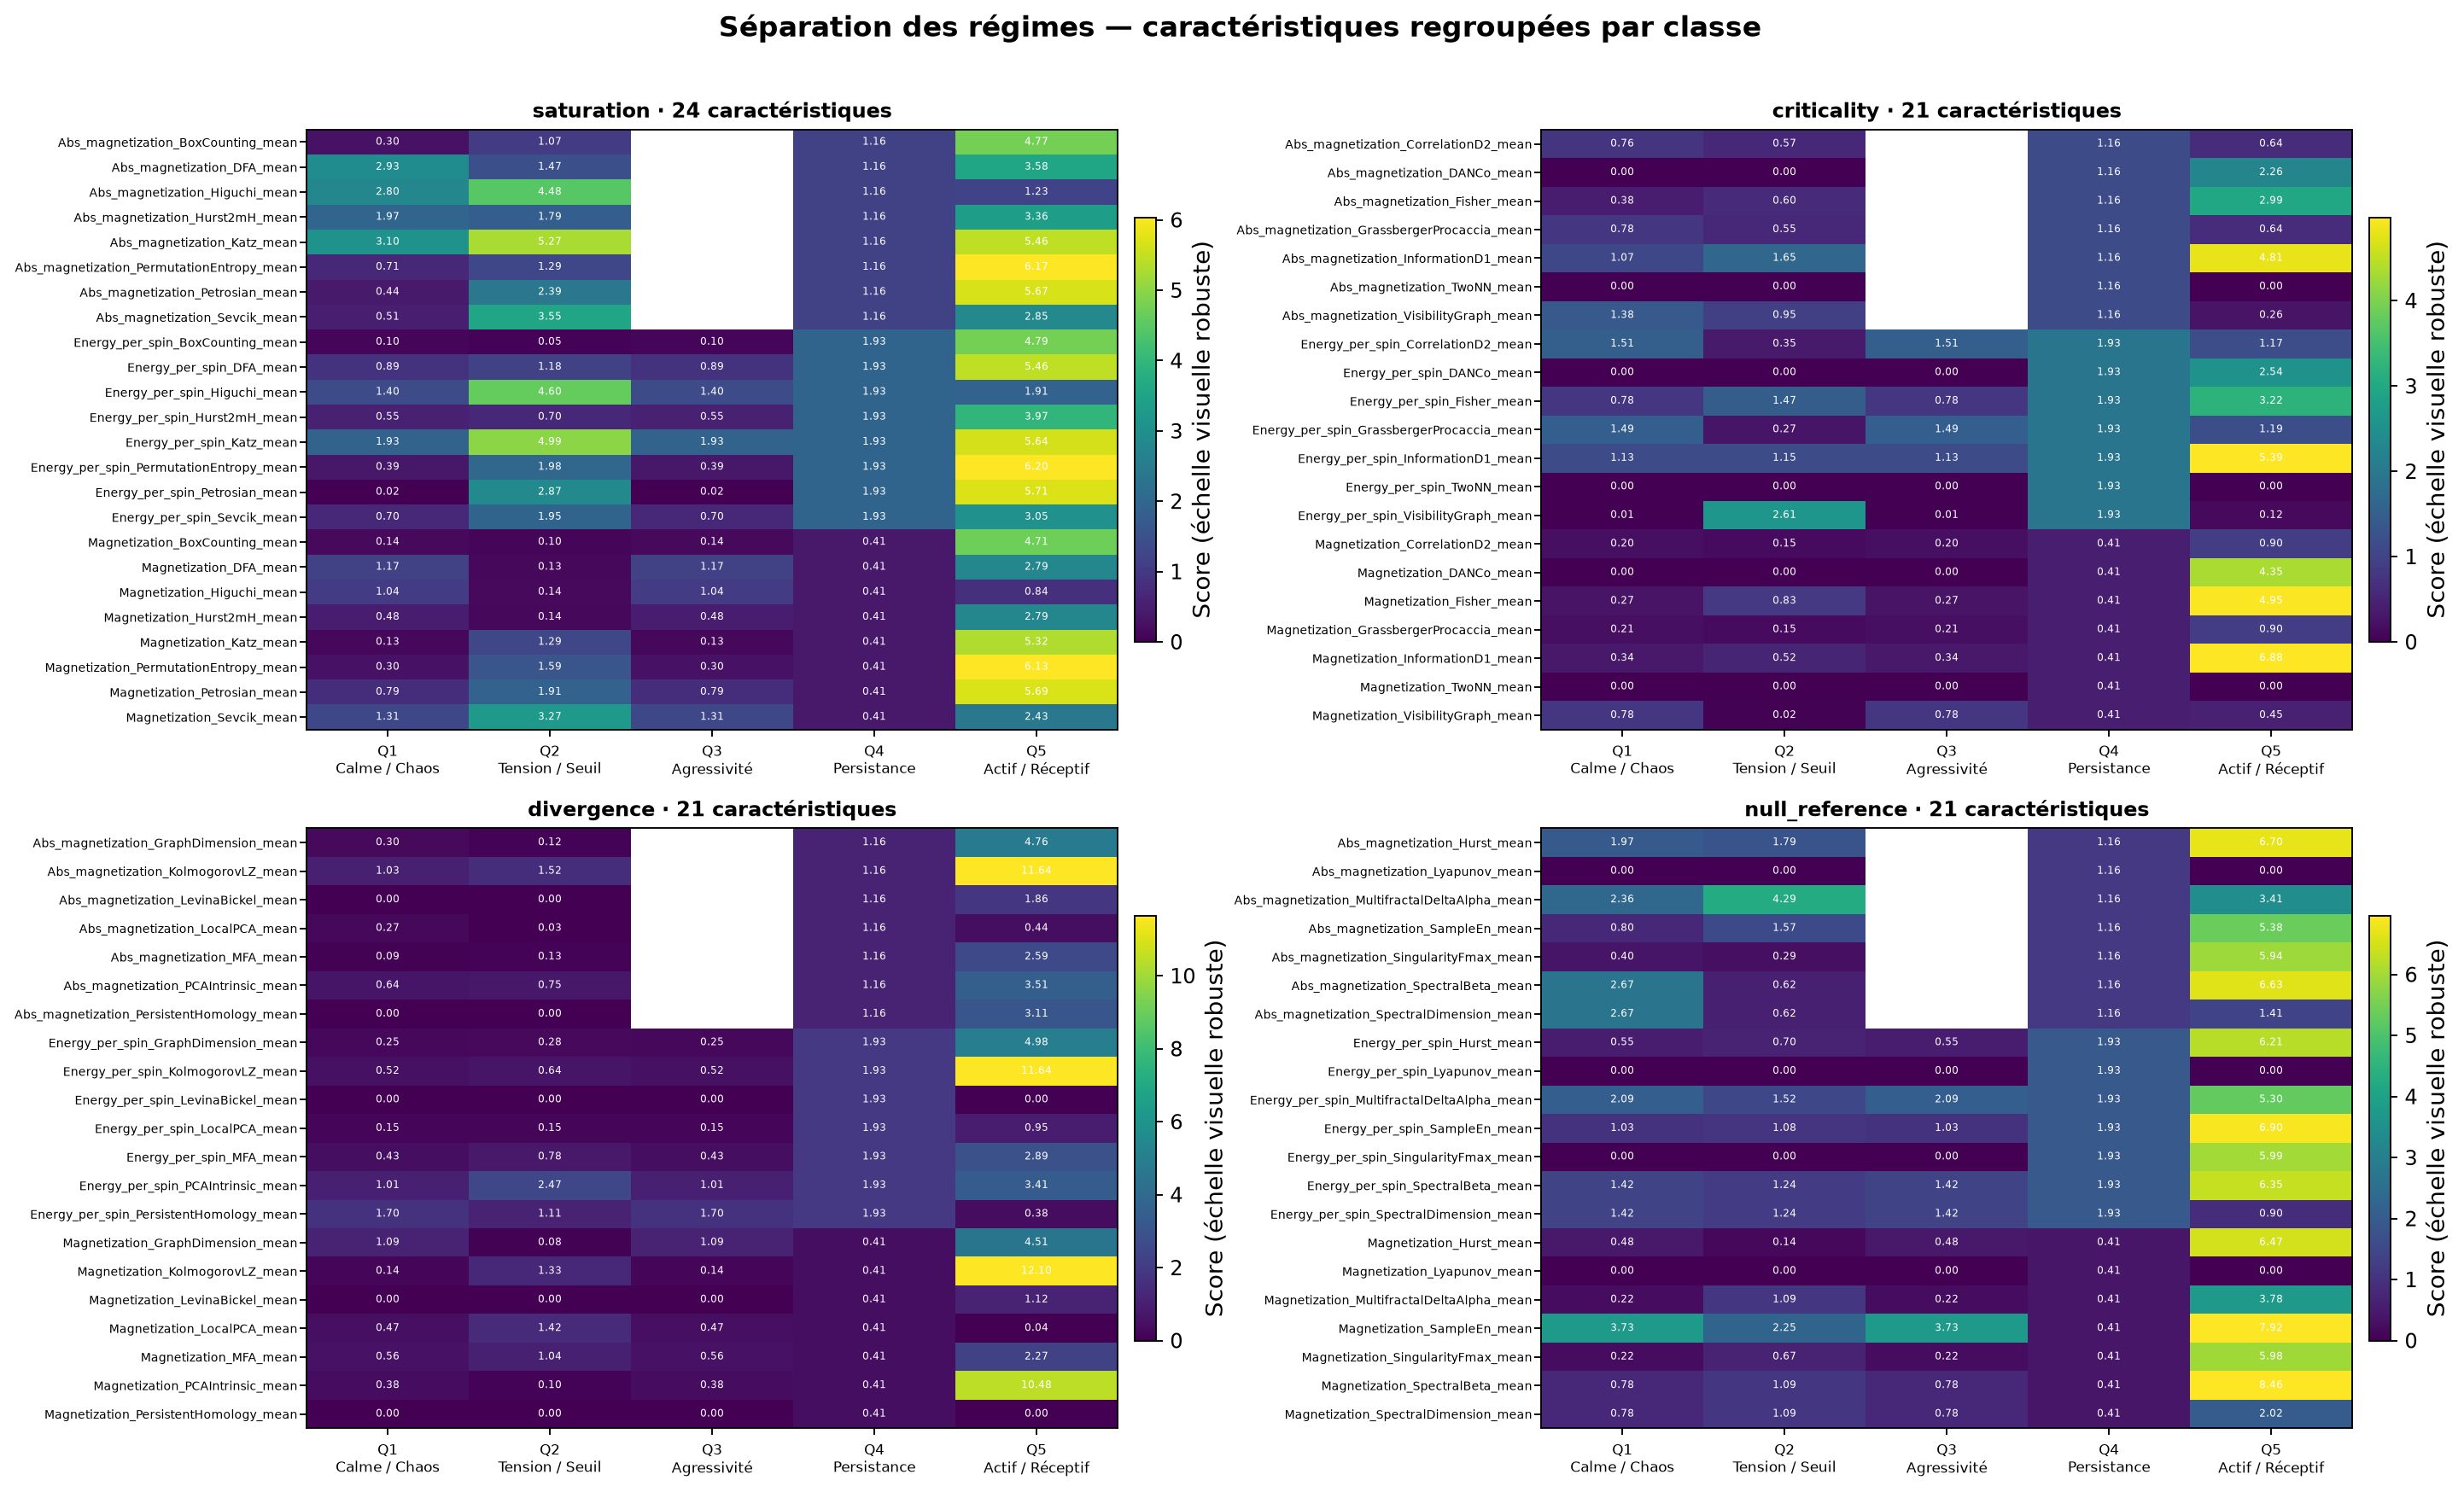 Séparation des régimes — caractéristiques regroupées par classe
saturation · 24 caractéristiques
Abs_magnetization_BoxCounting_mean 0.30 1.07 1.16 4.77
Abs_magnetization_DFA_mean 2.93 1.47 1.16 3.58
Abs_magnetization_Higuchi_mean 2.80 4.48 1.16 1.23
Abs_magnetization_Hurst2mH_mean 1.97 1.79 1.16 3.36
Abs_magnetization_Katz_mean 3.10 5.27 1.16 5.46
Abs_magnetization_PermutationEntropy_mean 0.71 1.29 1.16 6.17
Abs_magnetization_Petrosian_mean 0.44 2.39 1.16 5.67
Abs_magnetization_Sevcik_mean 0.51 3.55 1.16 2.85
Energy_per_spin_BoxCounting_mean 0.10 0.05 0.10 1.93 4.79
Energy_per_spin_DFA_mean 0.89 1.18 0.89 1.93 5.46
Energy_per_spin_Higuchi_mean 1.40 4.60 1.40 1.93 1.91
Energy_per_spin_Hurst2mH_mean 0.55 0.70 0.55 1.93 3.97
Energy_per_spin_Katz_mean 1.93 4.99 1.93 1.93 5.64
Energy_per_spin_PermutationEntropy_mean 0.39 1.98 0.39 1.93 6.20
Energy_per_spin_Petrosian_mean 0.02 2.87 0.02 1.93 5.71
Energy_per_spin_Sevcik_mean 0.70 1.95 0.70 1.93 3.05
Magnetization_BoxCounting_mean 0.14 0.10 0.14 0.41 4.71
Magnetization_DFA_mean 1.17 0.13 1.17 0.41 2.79
Magnetization_Higuchi_mean 1.04 0.14 1.04 0.41 0.84
Magnetization_Hurst2mH_mean 0.48 0.14 0.48 0.41 2.79
Magnetization_Katz_mean 0.13 1.29 0.13 0.41 5.32
Magnetization_PermutationEntropy_mean 0.30 1.59 0.30 0.41 6.13
Magnetization_Petrosian_mean 0.79 1.91 0.79 0.41 5.69
Magnetization_Sevcik_mean 1.31 3.27 1.31 0.41 2.43
Q1 Q2 Q3 Q4 Q5
Calme / Chaos Tension / Seuil Agressivité Persistance Actif / Réceptif
6
5
4
3
2
1
0
Score (échelle visuelle robuste)
criticality · 21 caractéristiques
Abs_magnetization_CorrelationD2_mean 0.76 0.57 1.16 0.64
Abs_magnetization_DANCo_mean 0.00 0.00 1.16 2.26
Abs_magnetization_Fisher_mean 0.38 0.60 1.16 2.99
Abs_magnetization_GrassbergerProcaccia_mean 0.78 0.55 1.16 0.64
Abs_magnetization_InformationD1_mean 1.07 1.65 1.16 4.81
Abs_magnetization_TwoNN_mean 0.00 0.00 1.16 0.00
Abs_magnetization_VisibilityGraph_mean 1.38 0.95 1.16 0.26
Energy_per_spin_CorrelationD2_mean 1.51 0.35 1.51 1.93 1.17
Energy_per_spin_DANCo_mean 0.00 0.00 0.00 1.93 2.54
Energy_per_spin_Fisher_mean 0.78 1.47 0.78 1.93 3.22
Energy_per_spin_GrassbergerProcaccia_mean 1.49 0.27 1.49 1.93 1.19
Energy_per_spin_InformationD1_mean 1.13 1.15 1.13 1.93 5.39
Energy_per_spin_TwoNN_mean 0.00 0.00 0.00 1.93 0.00
Energy_per_spin_VisibilityGraph_mean 0.01 2.61 0.01 1.93 0.12
Magnetization_CorrelationD2_mean 0.20 0.15 0.20 0.41 0.90
Magnetization_DANCo_mean 0.00 0.00 0.00 0.41 4.35
Magnetization_Fisher_mean 0.27 0.83 0.27 0.41 4.95
Magnetization_GrassbergerProcaccia_mean 0.21 0.15 0.21 0.41 0.90
Magnetization_InformationD1_mean 0.34 0.52 0.34 0.41 6.88
Magnetization_TwoNN_mean 0.00 0.00 0.00 0.41 0.00
Magnetization_VisibilityGraph_mean 0.78 0.02 0.78 0.41 0.45
Q1 Q2 Q3 Q4 Q5
Calme / Chaos Tension / Seuil Agressivité Persistance Actif / Réceptif
4
3
2
1
0
Score (échelle visuelle robuste)
divergence · 21 caractéristiques
Abs_magnetization_GraphDimension_mean 0.30 0.12 1.16 4.76
Abs_magnetization_KolmogorovLZ_mean 1.03 1.52 1.16 11.64
Abs_magnetization_LevinaBickel_mean 0.00 0.00 1.16 1.86
Abs_magnetization_LocalPCA_mean 0.27 0.03 1.16 0.44
Abs_magnetization_MFA_mean 0.09 0.13 1.16 2.59
Abs_magnetization_PCAIntrinsic_mean 0.64 0.75 1.16 3.51
Abs_magnetization_PersistentHomology_mean 0.00 0.00 1.16 3.11
Energy_per_spin_GraphDimension_mean 0.25 0.28 0.25 1.93 4.98
Energy_per_spin_KolmogorovLZ_mean 0.52 0.64 0.52 1.93 11.64
Energy_per_spin_LevinaBickel_mean 0.00 0.00 0.00 1.93 0.00
Energy_per_spin_LocalPCA_mean 0.15 0.15 0.15 1.93 0.95
Energy_per_spin_MFA_mean 0.43 0.78 0.43 1.93 2.89
Energy_per_spin_PCAIntrinsic_mean 1.01 2.47 1.01 1.93 3.41
Energy_per_spin_PersistentHomology_mean 1.70 1.11 1.70 1.93 0.38
Magnetization_GraphDimension_mean 1.09 0.08 1.09 0.41 4.51
Magnetization_KolmogorovLZ_mean 0.14 1.33 0.14 0.41 12.10
Magnetization_LevinaBickel_mean 0.00 0.00 0.00 0.41 1.12
Magnetization_LocalPCA_mean 0.47 1.42 0.47 0.41 0.04
Magnetization_MFA_mean 0.56 1.04 0.56 0.41 2.27
Magnetization_PCAIntrinsic_mean 0.38 0.10 0.38 0.41 10.48
Magnetization_PersistentHomology_mean 0.00 0.00 0.00 0.41 0.00
Q1 Q2 Q3 Q4 Q5
Calme / Chaos Tension / Seuil Agressivité Persistance Actif / Réceptif
10
8
6
4
2
0
Score (échelle visuelle robuste)
null_reference · 21 caractéristiques
Abs_magnetization_Hurst_mean 1.97 1.79 1.16 6.70
Abs_magnetization_Lyapunov_mean 0.00 0.00 1.16 0.00
Abs_magnetization_MultifractalDeltaAlpha_mean 2.36 4.29 1.16 3.41
Abs_magnetization_SampleEn_mean 0.80 1.57 1.16 5.38
Abs_magnetization_SingularityFmax_mean 0.40 0.29 1.16 5.94
Abs_magnetization_SpectralBeta_mean 2.67 0.62 1.16 6.63
Abs_magnetization_SpectralDimension_mean 2.67 0.62 1.16 1.41
Energy_per_spin_Hurst_mean 0.55 0.70 0.55 1.93 6.21
Energy_per_spin_Lyapunov_mean 0.00 0.00 0.00 1.93 0.00
Energy_per_spin_MultifractalDeltaAlpha_mean 2.09 1.52 2.09 1.93 5.30
Energy_per_spin_SampleEn_mean 1.03 1.08 1.03 1.93 6.90
Energy_per_spin_SingularityFmax_mean 0.00 0.00 0.00 1.93 5.99
Energy_per_spin_SpectralBeta_mean 1.42 1.24 1.42 1.93 6.35
Energy_per_spin_SpectralDimension_mean 1.42 1.24 1.42 1.93 0.90
Magnetization_Hurst_mean 0.48 0.14 0.48 0.41 6.47
Magnetization_Lyapunov_mean 0.00 0.00 0.00 0.41 0.00
Magnetization_MultifractalDeltaAlpha_mean 0.22 1.09 0.22 0.41 3.78
Magnetization_SampleEn_mean 3.73 2.25 3.73 0.41 7.92
Magnetization_SingularityFmax_mean 0.22 0.67 0.22 0.41 5.98
Magnetization_SpectralBeta_mean 0.78 1.09 0.78 0.41 8.46
Magnetization_SpectralDimension_mean 0.78 1.09 0.78 0.41 2.02
Q1 Q2 Q3 Q4 Q5
Calme / Chaos Tension / Seuil Agressivité Persistance Actif / Réceptif
6
5
4
3
2
1
0
Score (échelle visuelle robuste)